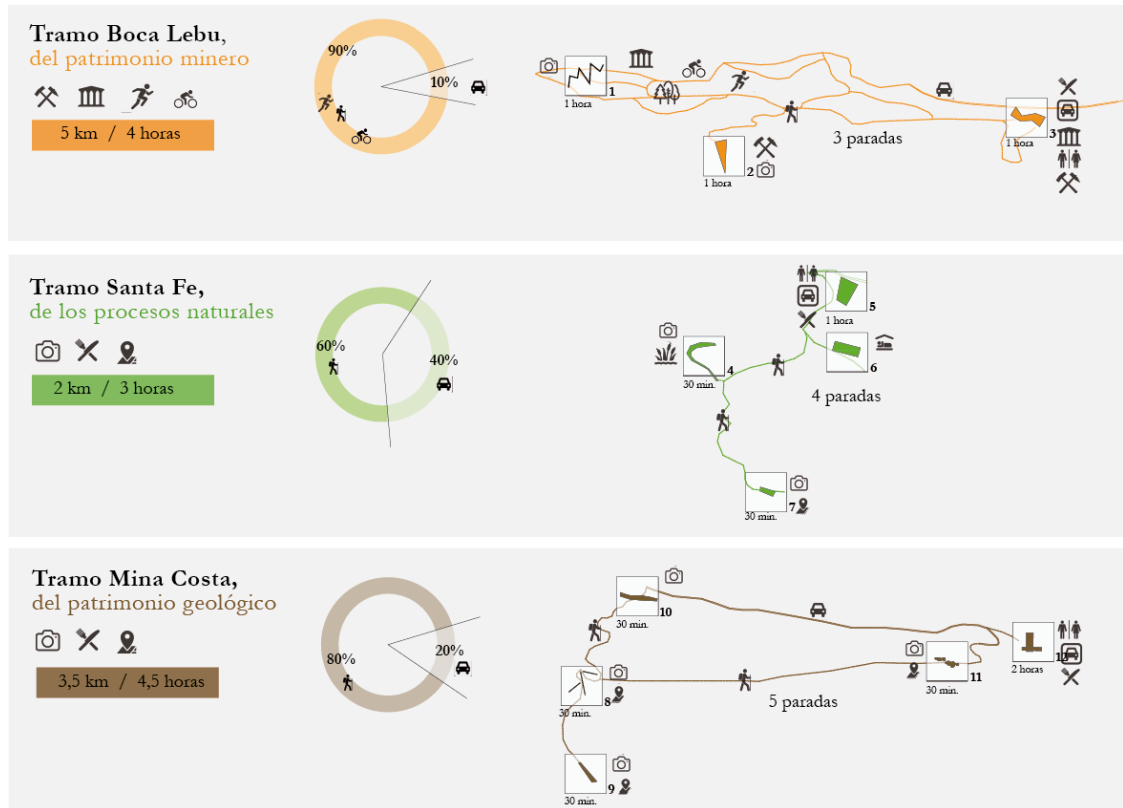 Tramo Boca Lebu,
del patrimonio minero
5 km / 4 horas
90%
10%
1
1 hora
2
1 hora
3 paradas
3
1 hora
Tramo Santa Fe,
de los procesos naturales
2 km / 3 horas
60%
40%
4
30 min.
5
1 hora
6
4 paradas
7
30 min.
Tramo Mina Costa,
del patrimonio geológico
3,5 km / 4,5 horas
80%
20%
10
30 min.
8
30 min.
5 paradas
11
30 min.
12
2 horas
9
30 min.